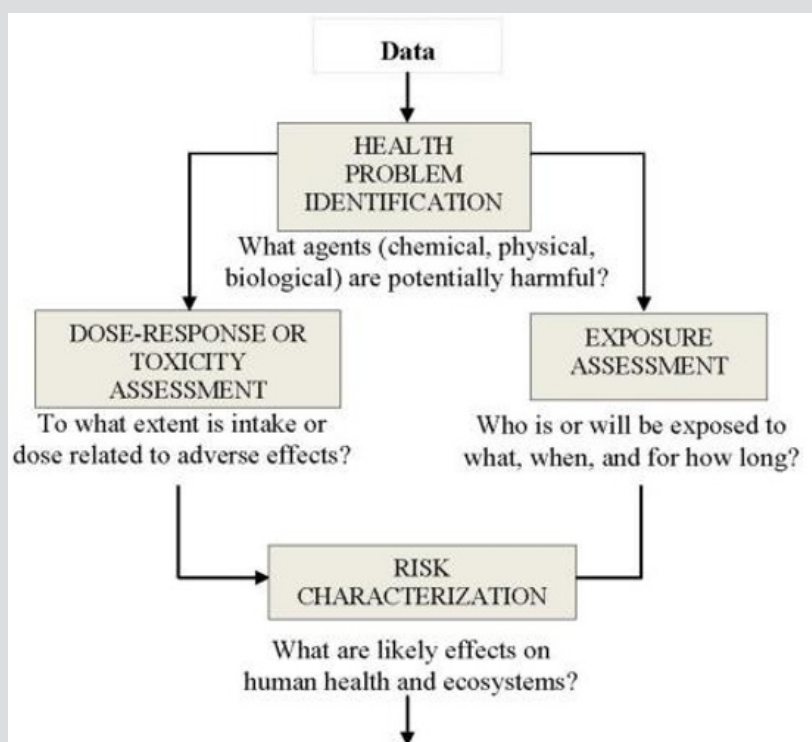 Data
HEALTH
PROBLEM
IDENTIFICATION
What agents (chemical, physical,
biological) are potentially harmful?
DOSE-RESPONSE OR
TOXICITY
ASSESSMENT
To what extent is intake or
dose related to adverse effects?
EXPOSURE
ASSESSMENT
Who is or will be exposed to
what, when, and for how long?
RISK
CHARACTERIZATION
What are likely effects on
human health and ecosystems?